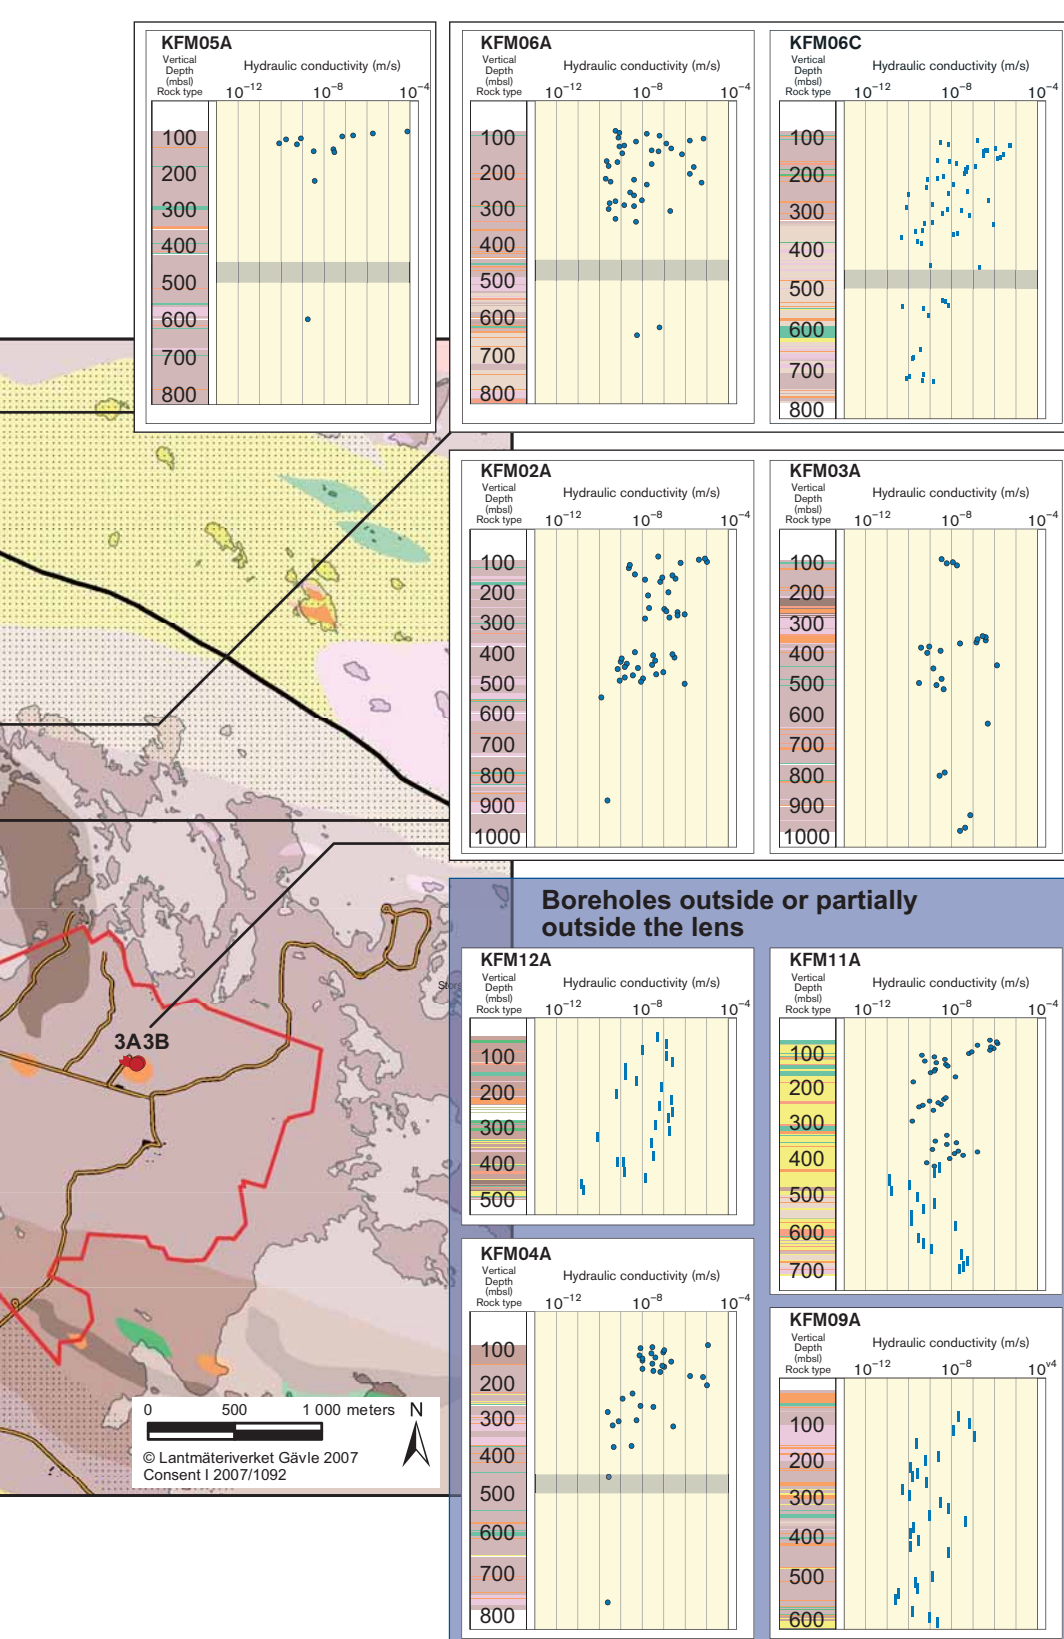 KFM05A
Vertical
Depth
(mbsl)
Rock type
Hydraulic conductivity (m/s)
10−12 10−8 10−4
100
200
300
400
500
600
700
800
KFM06A
Vertical
Depth
(mbsl)
Rock type
Hydraulic conductivity (m/s)
10−12 10−8 10−4
100
200
300
400
500
600
700
800
KFM06C
Vertical
Depth
(mbsl)
Rock type
Hydraulic conductivity (m/s)
10−12 10−8 10−4
100
200
300
400
500
600
700
800
KFM02A
Vertical
Depth
(mbsl)
Rock type
Hydraulic conductivity (m/s)
10−12 10−8 10−4
100
200
300
400
500
600
700
800
900
1000
KFM03A
Vertical
Depth
(mbsl)
Rock type
Hydraulic conductivity (m/s)
10−12 10−8 10−4
100
200
300
400
500
600
700
800
900
1000
Boreholes outside or partially
outside the lens
KFM12A
Vertical
Depth
(mbsl)
Rock type
Hydraulic conductivity (m/s)
10−12 10−8 10−4
100
200
300
400
500
KFM11A
Vertical
Depth
(mbsl)
Rock type
Hydraulic conductivity (m/s)
10−12 10−8 10−4
100
200
300
400
500
600
700
KFM04A
Vertical
Depth
(mbsl)
Rock type
Hydraulic conductivity (m/s)
10−12 10−8 10−4
100
200
300
400
500
600
700
800
KFM09A
Vertical
Depth
(mbsl)
Rock type
Hydraulic conductivity (m/s)
10−12 10−8 10v4
100
200
300
400
500
600
3A3B
0 500 1 000 meters N
© Lantmäteriverket Gävle 2007
Consent I 2007/1092